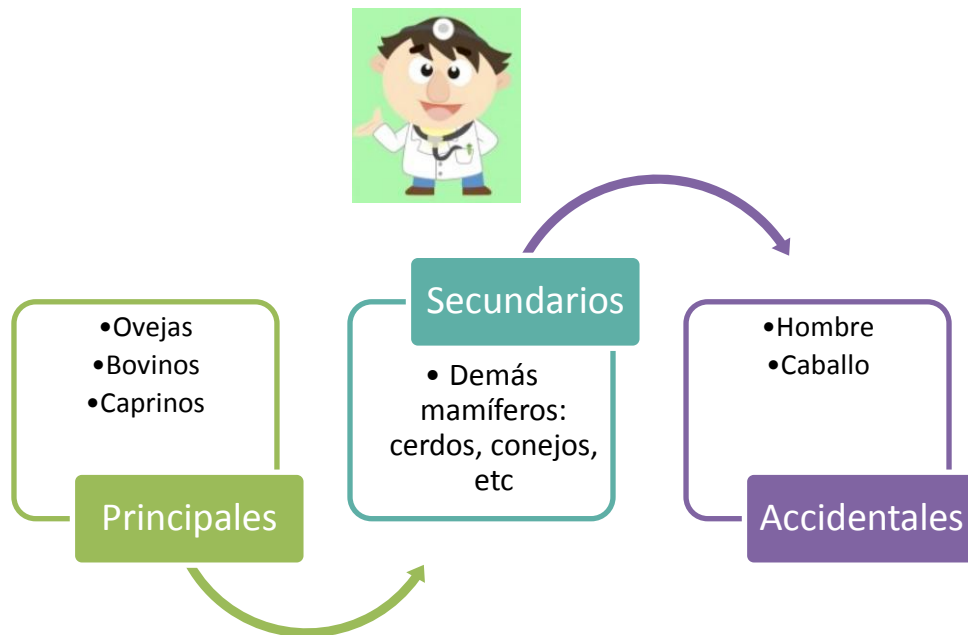 •Ovejas
•Bovinos
•Caprinos
Principales
Secundarios
• Demás
mamíferos:
cerdos, conejos,
etc
•Hombre
•Caballo
Accidentales